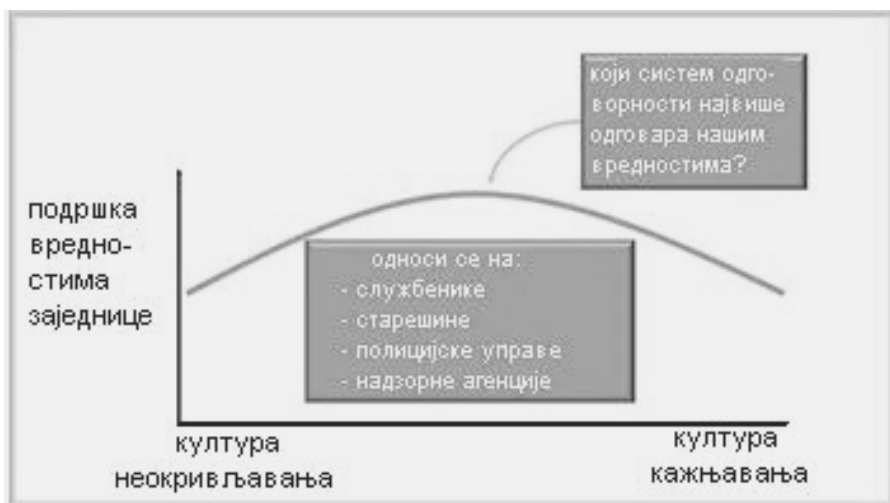 који систем одго-
ворности највише
одговара нашим
вредностима?
подршка
вредно-
стима
заједнице
односи се на:
- службенике
- старешине
- полицијске управе
- надзорне агенције
култура
неокривљавања
култура
кажњавања